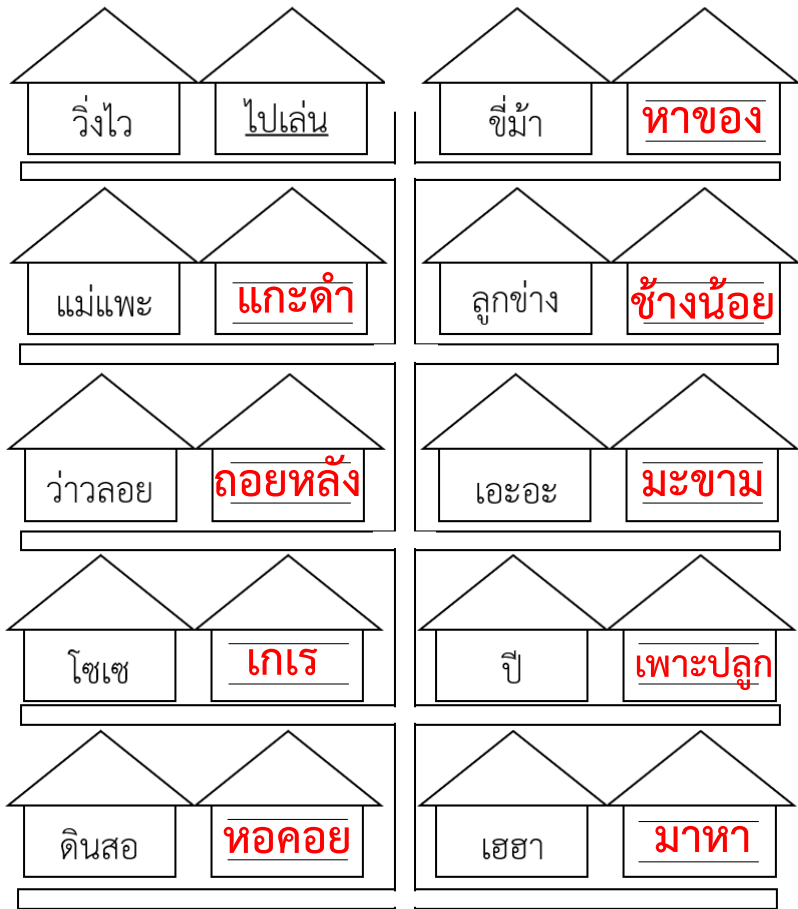 วิ่งไว ไปเล่น ขี่ม้า หาของ
แม่แพะ แกะดำ ลูกข่าง ช้างน้อย
ว่าวลอย ถอยหลัง เอะอะ มะขาม
โซเซ เกเร ปี เพาะปลูก
ดินสอ หอคอย เฮฮา มาหา